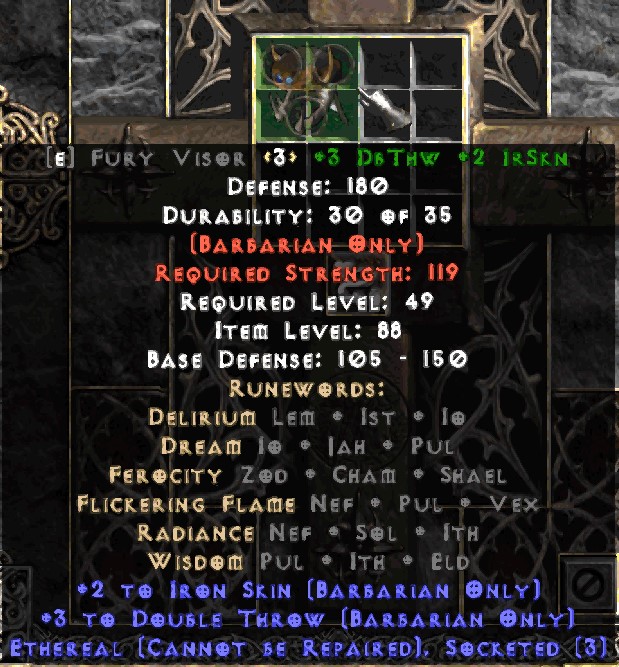 [E] Fury Visor <3> +3 DbThw +2 IrSkn
Defense: 180
Durability: 30 of 35
(Barbarian Only)
Required Strength: 119
Required Level: 49
Item Level: 88
Base Defense: 105 - 150
Runewords:
Delirium Lem • Ist • Io
Dream Io • Jah • Pul
Ferocity Zod • Cham • Shael
Flickering Flame Nef • Pul • Vex
Radiance Nef • Sol • Ith
Wisdom Pul • Ith • Eld
+2 to Iron Skin (Barbarian Only)
+3 to Double Throw (Barbarian Only)
Ethereal (Cannot be Repaired), Socketed (3)